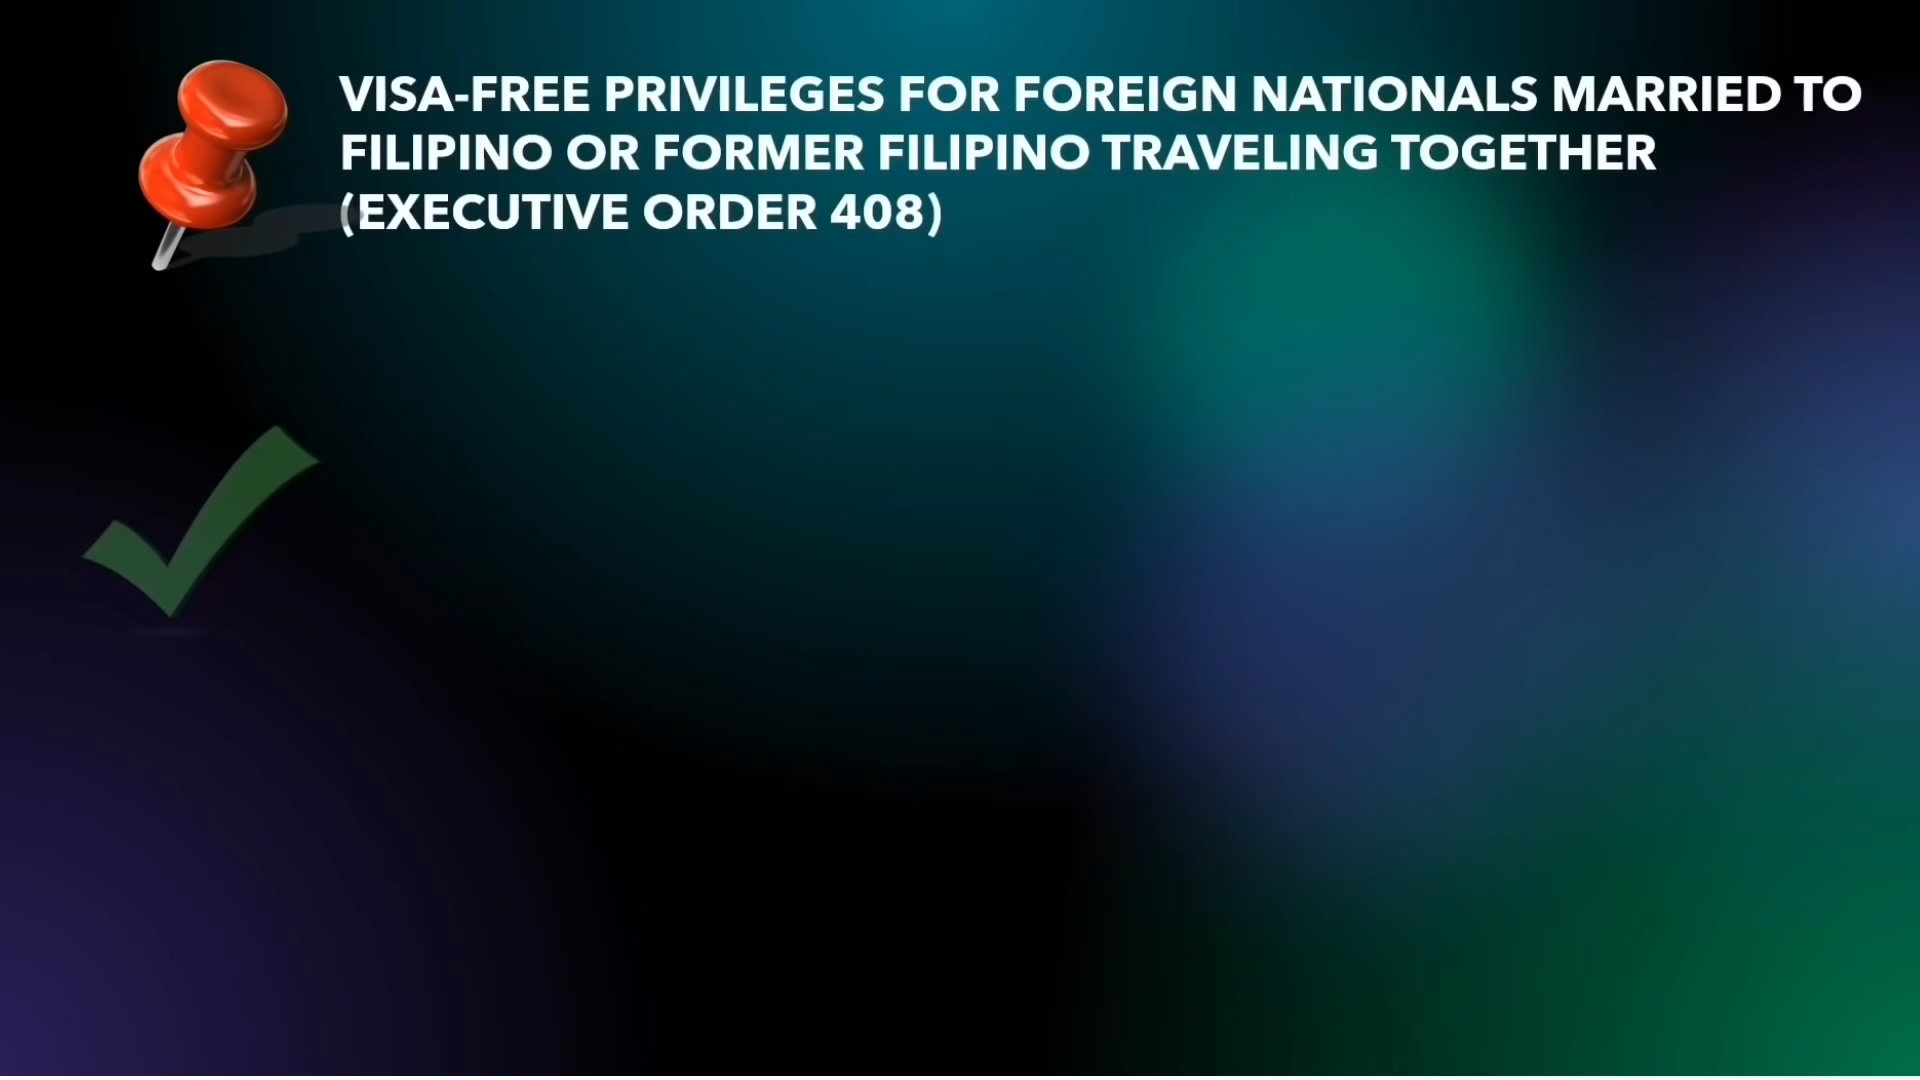 VISA-FREE PRIVILEGES FOR FOREIGN NATIONALS MARRIED TO
FILIPINO OR FORMER FILIPINO TRAVELING TOGETHER
(EXECUTIVE ORDER 408)